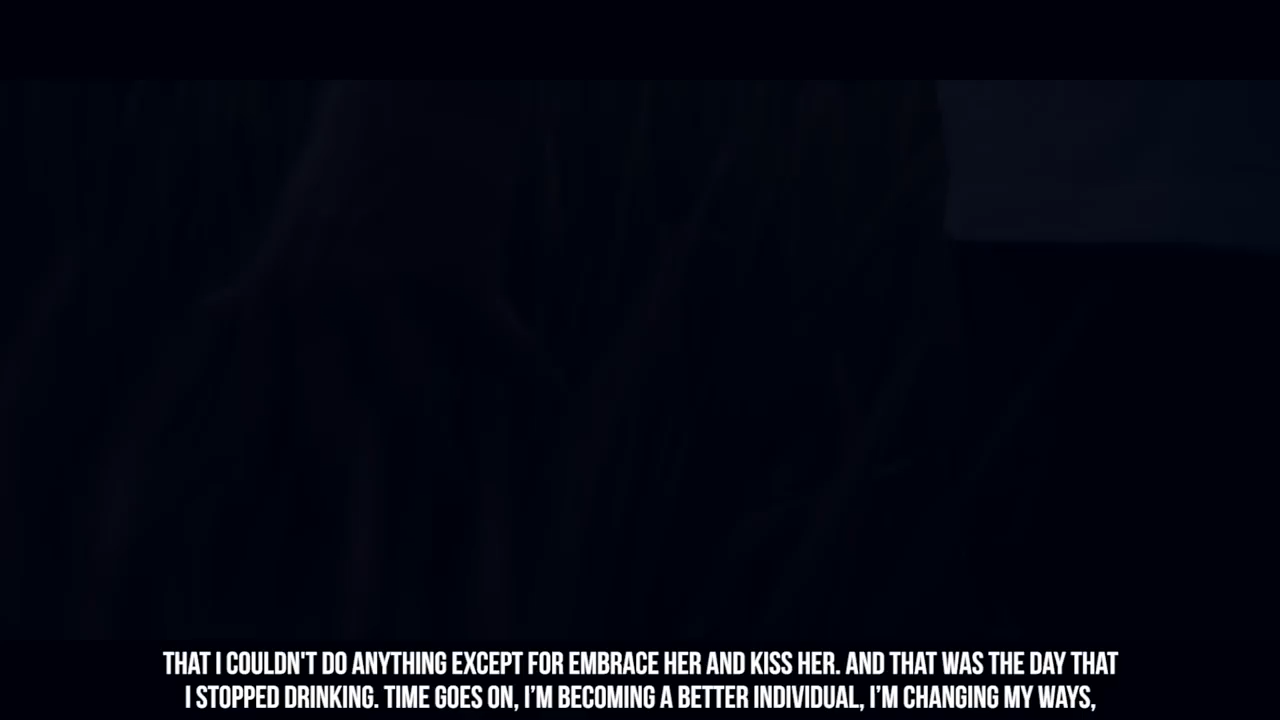 THAT I COULDN'T DO ANYTHING EXCEPT FOR EMBRACE HER AND KISS HER. AND THAT WAS THE DAY THAT
I STOPPED DRINKING. TIME GOES ON, I’M BECOMING A BETTER INDIVIDUAL, I’M CHANGING MY WAYS,